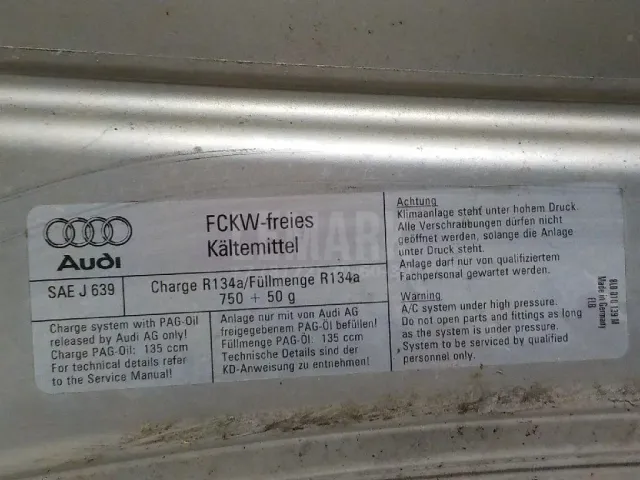 Audi
FCKW-freies
Kältemittel
SAE J 639
Charge R134a/Füllmenge R134a
750 + 50 g
Charge system with PAG-Oil
released by Audi AG only!
Charge PAG-Oil: 135 ccm
For technical details refer
to the Service Manual!
Anlage nur mit von Audi AG
freigegebenem PAG-Öl befüllen!
Füllmenge PAG-Öl: 135 ccm
Technische Details sind der
KD-Anweisung zu entnehmen!
Achtung
Klimaanlage steht unter hohem Druck.
Alle Verschraubungen dürfen nicht
geöffnet werden, solange die Anlage
unter Druck steht.
Anlage darf nur von qualifiziertem
Fachpersonal gewartet werden.
Warning
A/C system under high pressure.
Do not open parts and fittings as long
as the system is under pressure.
System to be serviced by qualified
personnel only.
Made in Germany